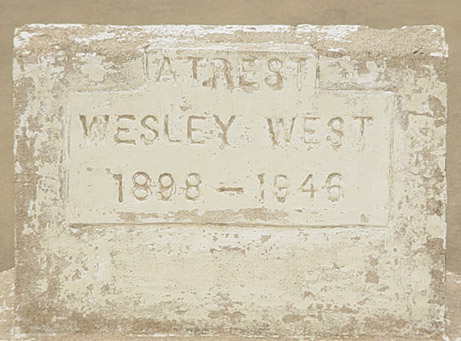 AT REST
WESLEY WEST
1898 – 1946